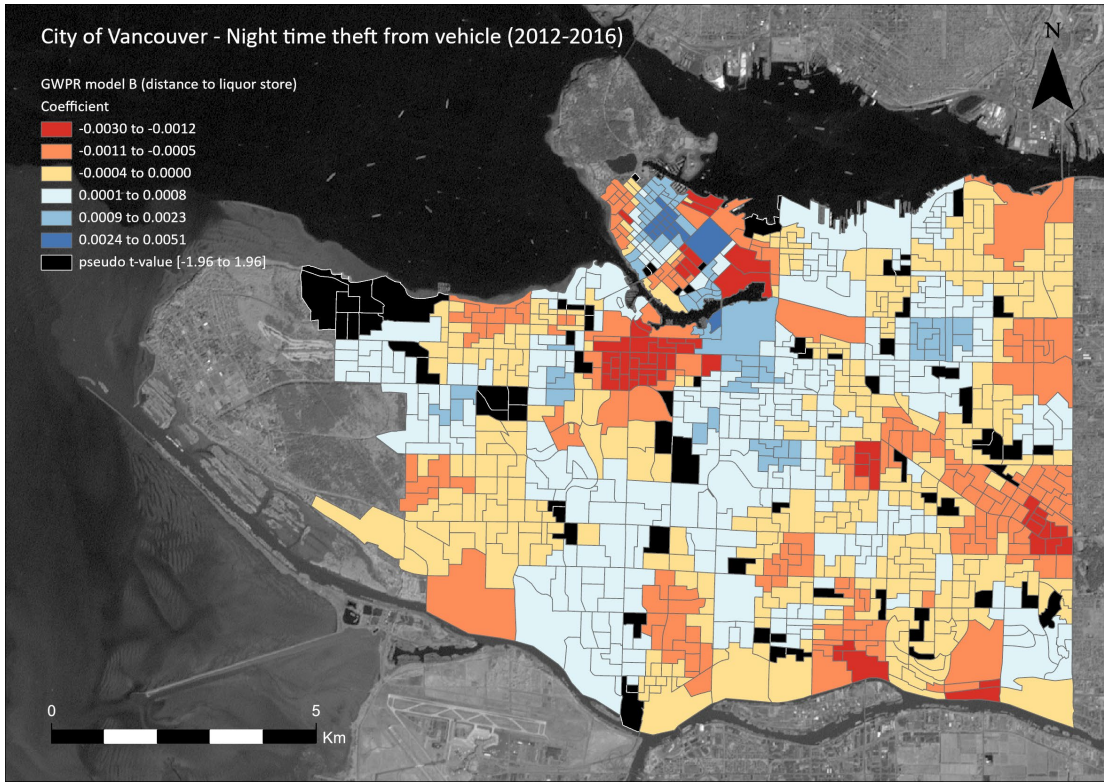 City of Vancouver - Night time theft from vehicle (2012-2016)
N
GWPR model B (distance to liquor store)
Coefficient
-0.0030 to -0.0012
-0.0011 to -0.0005
-0.0004 to 0.0000
0.0001 to 0.0008
0.0009 to 0.0023
0.0024 to 0.0051
pseudo t-value [-1.96 to 1.96]
0 5
Km